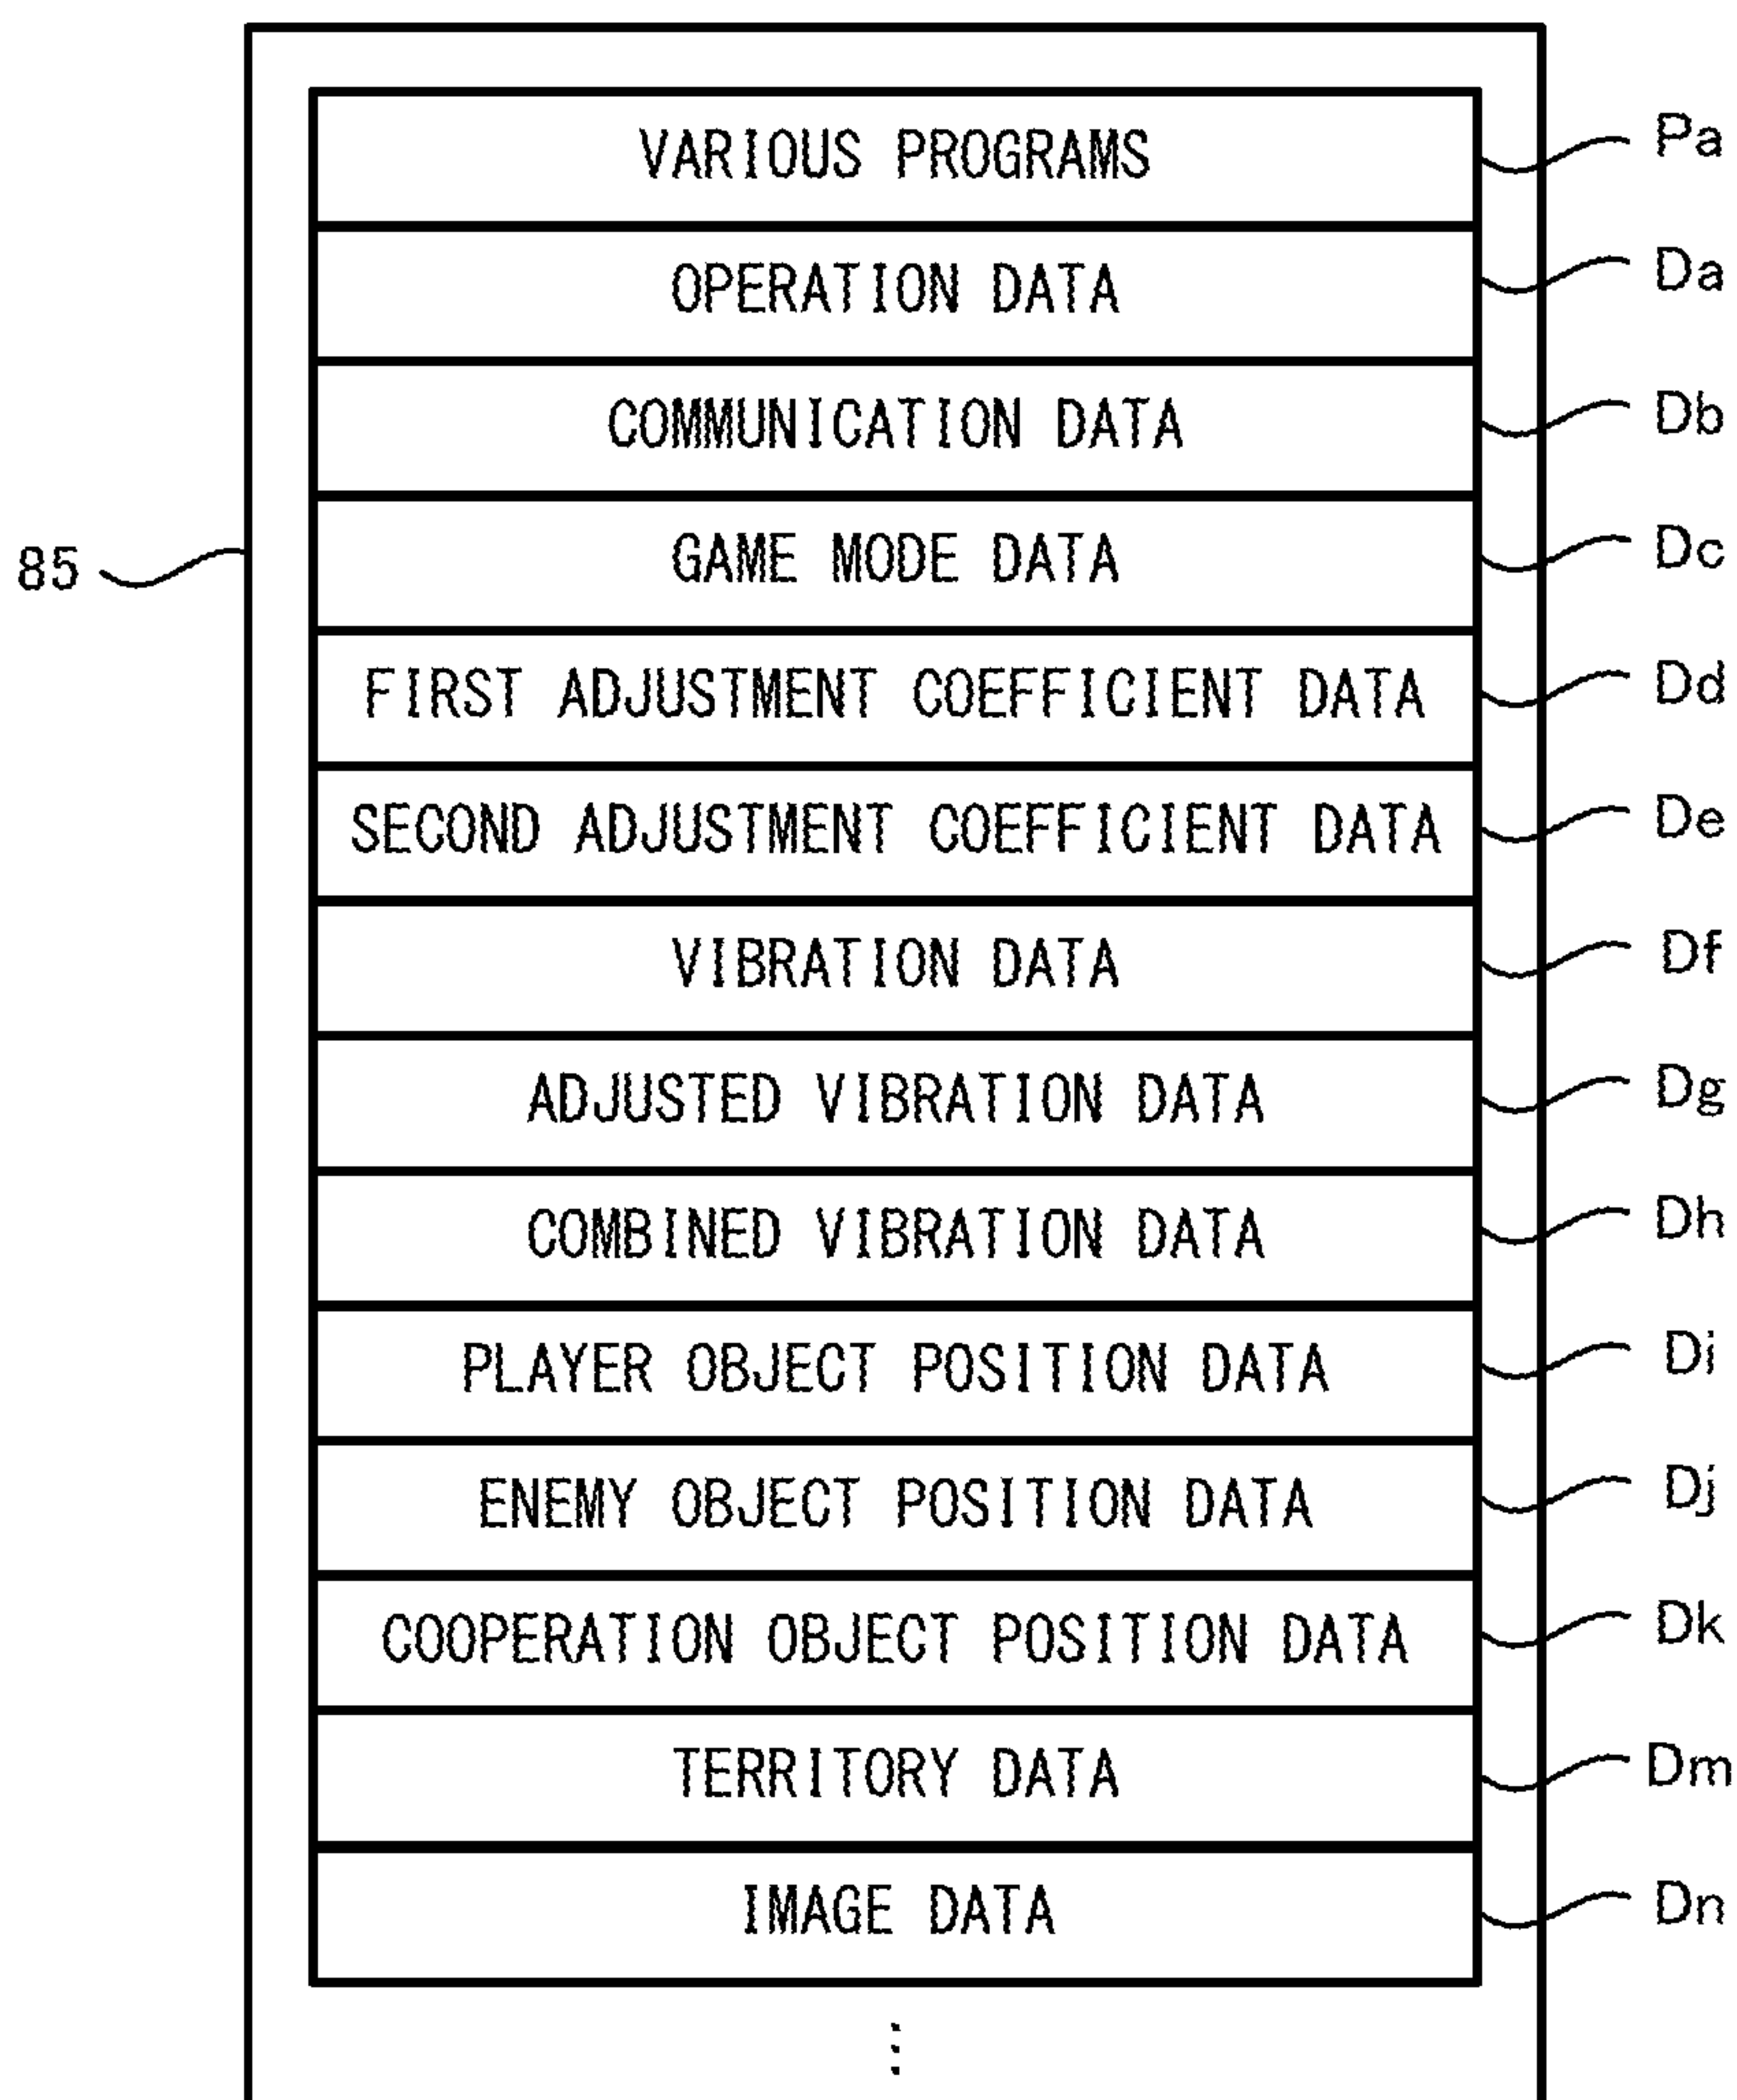 VARIOUS PROGRAMS Pa
OPERATION DATA Da
COMMUNICATION DATA Db
85 GAME MODE DATA Dc
FIRST ADJUSTMENT COEFFICIENT DATA Dd
SECOND ADJUSTMENT COEFFICIENT DATA De
VIBRATION DATA Df
ADJUSTED VIBRATION DATA Dg
COMBINED VIBRATION DATA Dh
PLAYER OBJECT POSITION DATA Di
ENEMY OBJECT POSITION DATA Dj
COOPERATION OBJECT POSITION DATA Dk
TERRITORY DATA Dm
IMAGE DATA Dn
⋮